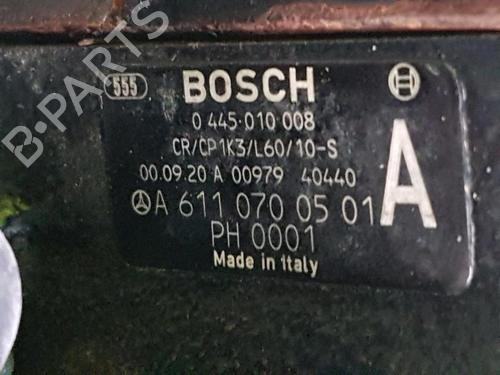 555 BOSCH
0 445 010 008
CR/CP1K3/L60/10-S
00.09.20 A 00979 40440
A 611 070 05 01 A
PH 0001
Made in Italy
B-PARTS